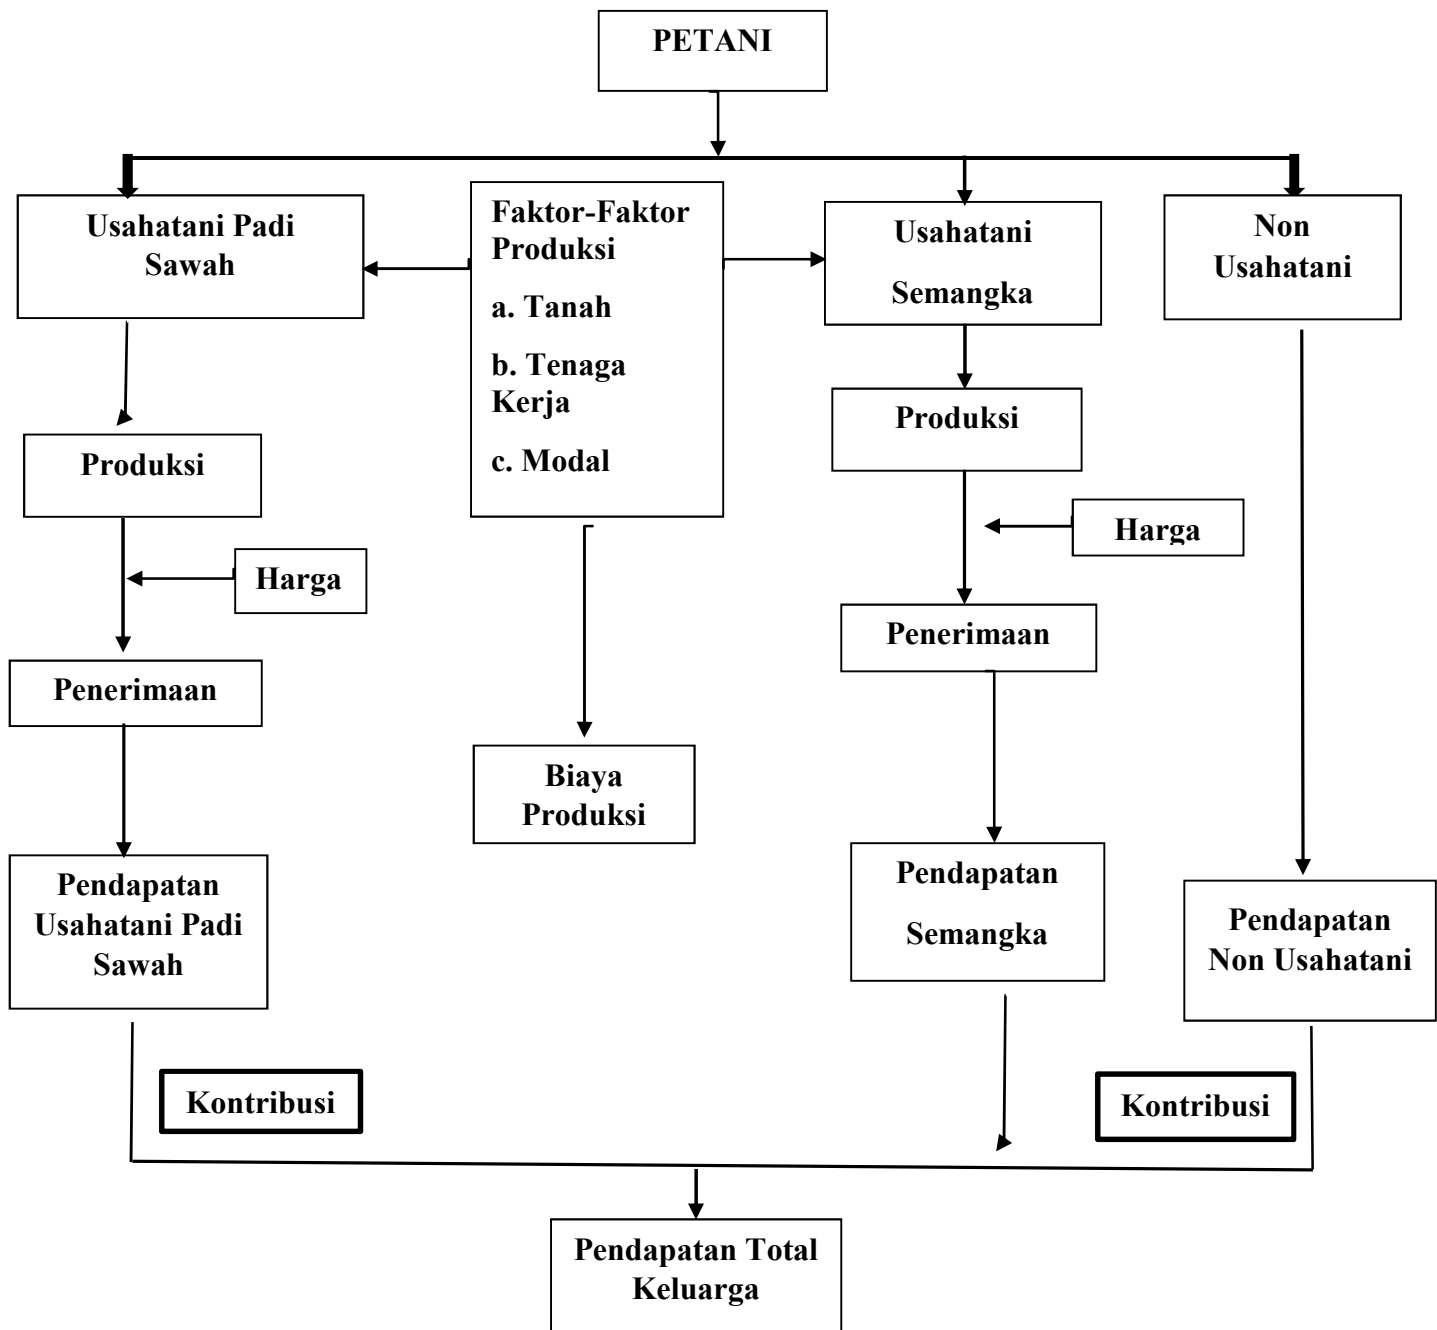 PETANI
Usahatani Padi
Sawah
Faktor-Faktor
Produksi
a. Tanah
b. Tenaga
Kerja
c. Modal
Usahatani
Semangka
Non
Usahatani
Produksi
Produksi
Harga
Harga
Penerimaan
Penerimaan
Biaya
Produksi
Pendapatan
Usahatani Padi
Sawah
Pendapatan
Semangka
Pendapatan
Non Usahatani
Kontribusi
Kontribusi
Pendapatan Total
Keluarga